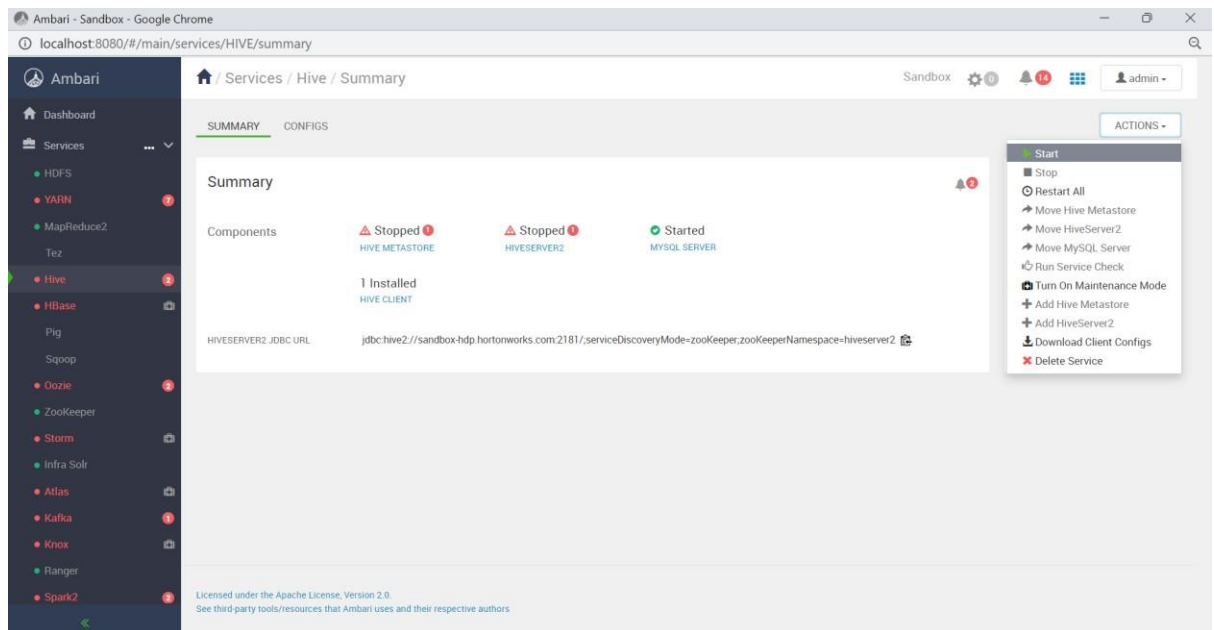 Ambari - Sandbox - Google Chrome
localhost:8080/#/main/services/HIVE/summary
Ambari
/ Services / Hive / Summary
Sandbox
0
14
admin
Dashboard
Services
...
HDFS
YARN
7
MapReduce2
Tez
Hive
2
HBase
Pig
Sqoop
Oozie
2
ZooKeeper
Storm
Infra Solr
Atlas
Kafka
1
Knox
Ranger
Spark2
2
«
SUMMARY CONFIGS
ACTIONS
Summary
2
Components
Stopped 1
HIVE METASTORE
Stopped 1
HIVESERVER2
Started
MYSQL SERVER
1 Installed
HIVE CLIENT
HIVESERVER2 JDBC URL
jdbc:hive2://sandbox-hdp.hortonworks.com:2181/;serviceDiscoveryMode=zooKeeper;zooKeeperNamespace=hiveserver2
Start
Stop
Restart All
Move Hive Metastore
Move HiveServer2
Move MySQL Server
Run Service Check
Turn On Maintenance Mode
Add Hive Metastore
Add HiveServer2
Download Client Configs
Delete Service
Licensed under the Apache License, Version 2.0.
See third-party tools/resources that Ambari uses and their respective authors